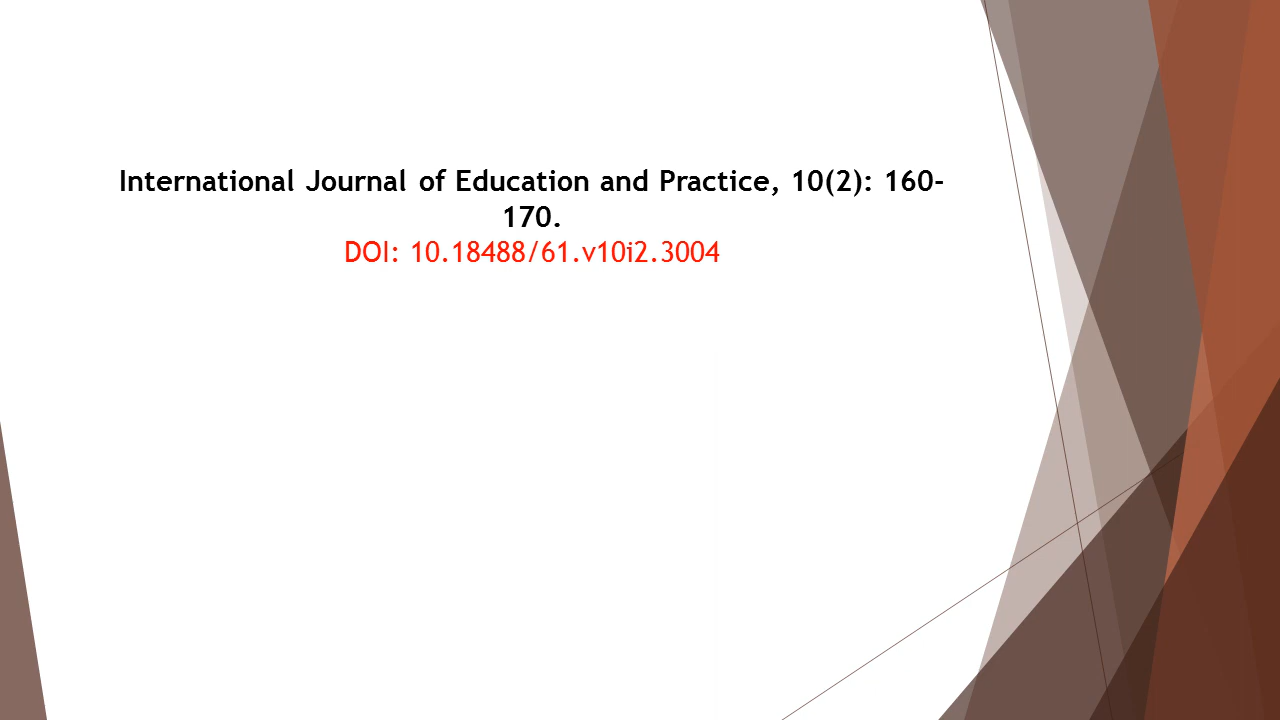 International Journal of Education and Practice, 10(2): 160-
170.
DOI: 10.18488/61.v10i2.3004